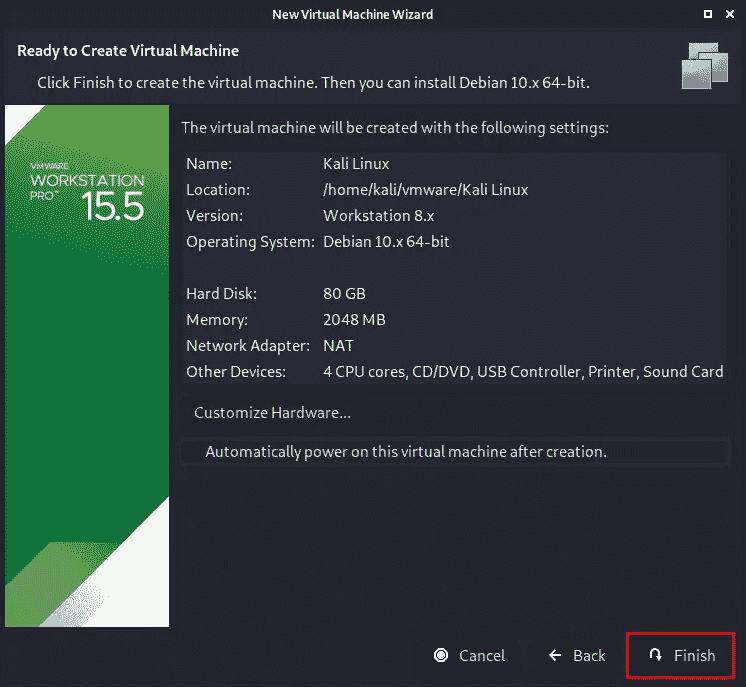 New Virtual Machine Wizard
Ready to Create Virtual Machine
Click Finish to create the virtual machine. Then you can install Debian 10.x 64-bit.
VMWARE
WORKSTATION
PRO™ 15.5
The virtual machine will be created with the following settings:
Name: Kali Linux
Location: /home/kali/vmware/Kali Linux
Version: Workstation 8.x
Operating System: Debian 10.x 64-bit
Hard Disk: 80 GB
Memory: 2048 MB
Network Adapter: NAT
Other Devices: 4 CPU cores, CD/DVD, USB Controller, Printer, Sound Card
Customize Hardware...
Automatically power on this virtual machine after creation.
Cancel Back Finish